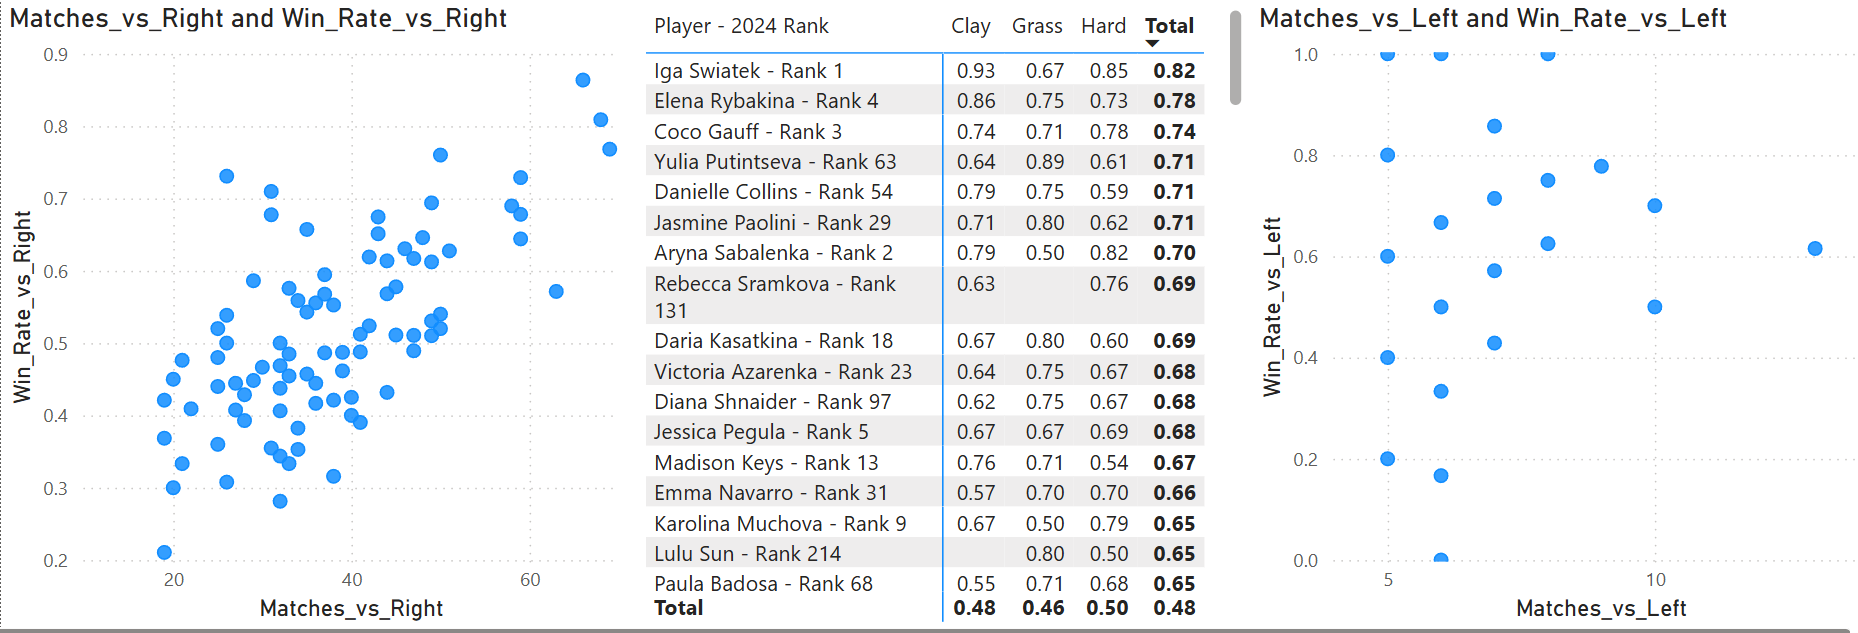 Matches_vs_Right and Win_Rate_vs_Right
0.9
0.8
0.7
0.6
0.5
0.4
0.3
0.2
Win_Rate_vs_Right
20 40 60
Matches_vs_Right
Player - 2024 Rank Clay Grass Hard Total
Iga Swiatek - Rank 1 0.93 0.67 0.85 0.82
Elena Rybakina - Rank 4 0.86 0.75 0.73 0.78
Coco Gauff - Rank 3 0.74 0.71 0.78 0.74
Yulia Putintseva - Rank 63 0.64 0.89 0.61 0.71
Danielle Collins - Rank 54 0.79 0.75 0.59 0.71
Jasmine Paolini - Rank 29 0.71 0.80 0.62 0.71
Aryna Sabalenka - Rank 2 0.79 0.50 0.82 0.70
Rebecca Sramkova - Rank 0.63 0.76 0.69
131
Daria Kasatkina - Rank 18 0.67 0.80 0.60 0.69
Victoria Azarenka - Rank 23 0.64 0.75 0.67 0.68
Diana Shnaider - Rank 97 0.62 0.75 0.67 0.68
Jessica Pegula - Rank 5 0.67 0.67 0.69 0.68
Madison Keys - Rank 13 0.76 0.71 0.54 0.67
Emma Navarro - Rank 31 0.57 0.70 0.70 0.66
Karolina Muchova - Rank 9 0.67 0.50 0.79 0.65
Lulu Sun - Rank 214 0.80 0.50 0.65
Paula Badosa - Rank 68 0.55 0.71 0.68 0.65
Total 0.48 0.46 0.50 0.48
Matches_vs_Left and Win_Rate_vs_Left
1.0
0.8
0.6
0.4
0.2
0.0
Win_Rate_vs_Left
5 10
Matches_vs_Left